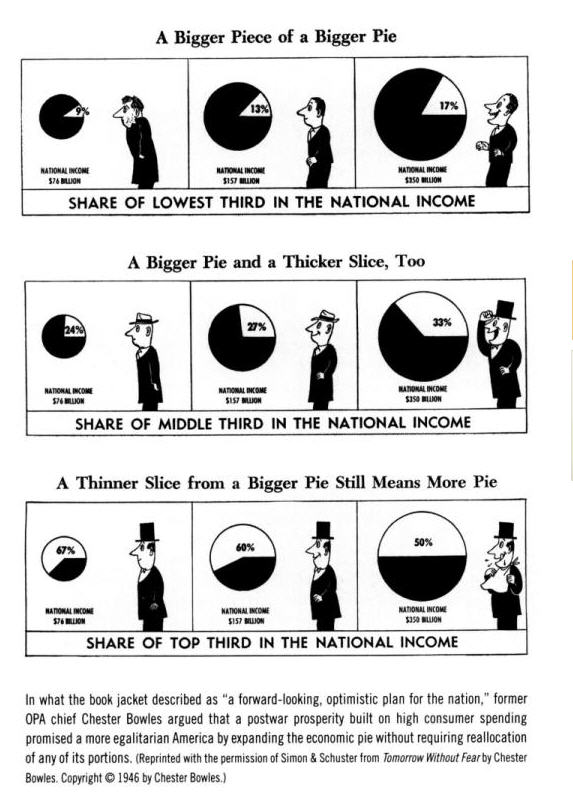 A Bigger Piece of a Bigger Pie
9%
13%
17%
NATIONAL INCOME
$76 BILLION
NATIONAL INCOME
$157 BILLION
NATIONAL INCOME
$350 BILLION
SHARE OF LOWEST THIRD IN THE NATIONAL INCOME
A Bigger Pie and a Thicker Slice, Too
24%
27%
33%
NATIONAL INCOME
$76 BILLION
NATIONAL INCOME
$157 BILLION
NATIONAL INCOME
$350 BILLION
SHARE OF MIDDLE THIRD IN THE NATIONAL INCOME
A Thinner Slice from a Bigger Pie Still Means More Pie
67%
60%
50%
NATIONAL INCOME
$76 BILLION
NATIONAL INCOME
$157 BILLION
NATIONAL INCOME
$350 BILLION
SHARE OF TOP THIRD IN THE NATIONAL INCOME
In what the book jacket described as “a forward-looking, optimistic plan for the nation,” former
OPA chief Chester Bowles argued that a postwar prosperity built on high consumer spending
promised a more egalitarian America by expanding the economic pie without requiring reallocation
of any of its portions. (Reprinted with the permission of Simon & Schuster from Tomorrow Without Fear by Chester
Bowles. Copyright © 1946 by Chester Bowles.)